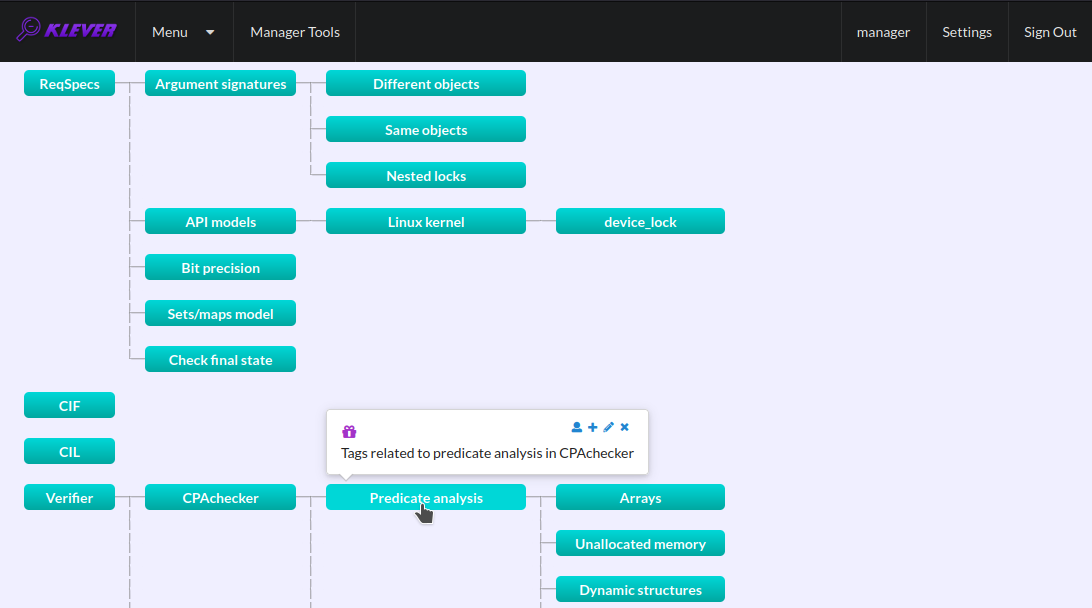 KLEVER Menu Manager Tools manager Settings Sign Out
ReqSpecs Argument signatures Different objects
Same objects
Nested locks
API models Linux kernel device_lock
Bit precision
Sets/maps model
Check final state
CIF
CIL
Tags related to predicate analysis in CPAchecker
Verifier CPAchecker Predicate analysis Arrays
Unallocated memory
Dynamic structures